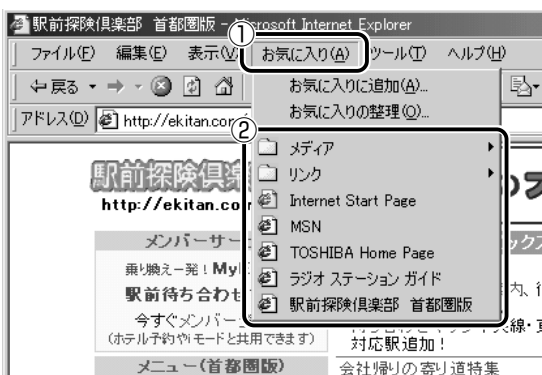 駅前探険倶楽部 首都圏版 - Microsoft Internet Explorer
①
ファイル(F) 編集(E) 表示(V) お気に入り(A) ツール(T) ヘルプ(H)
戻る
お気に入りに追加(A)...
お気に入りの整理(O)...
アドレス(D) http://ekitan.com
②
メディア
リンク
Internet Start Page
MSN
TOSHIBA Home Page
ラジオ ステーション ガイド
駅前探険倶楽部 首都圏版
駅前探険倶楽
http://ekitan.co
メンバーサー
乗り換え一発！My
駅前待ち合わせ
今すぐメンバー
(ホテル予約やiモードと共用できます)
対応駅追加！
メニュー(首都圏版)
会社帰りの寄り道特集